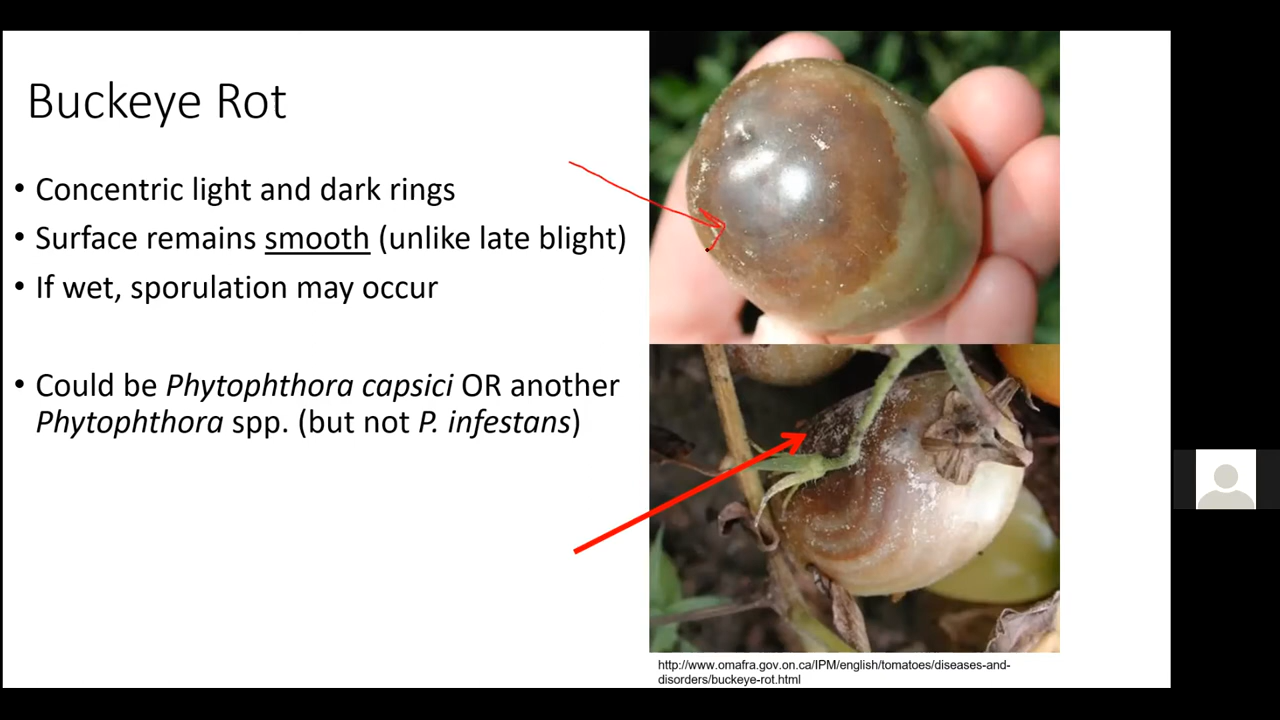 Buckeye Rot
• Concentric light and dark rings
• Surface remains smooth (unlike late blight)
• If wet, sporulation may occur
• Could be Phytophthora capsici OR another
Phytophthora spp. (but not P. infestans)
http://www.omafra.gov.on.ca/IPM/english/tomatoes/diseases-and-
disorders/buckeye-rot.html